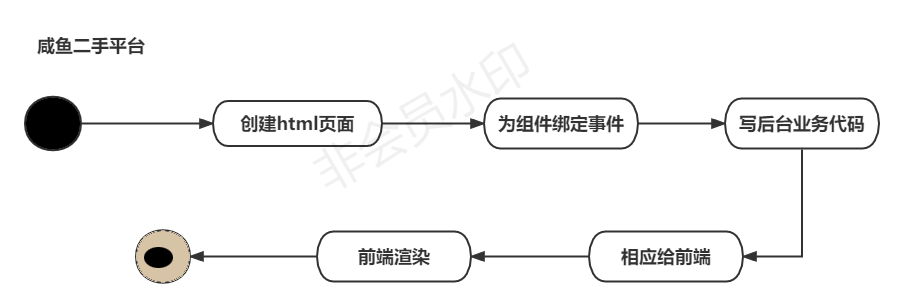 咸鱼二手平台
创建html页面
为组件绑定事件
写后台业务代码
相应给前端
前端渲染
非会员水印